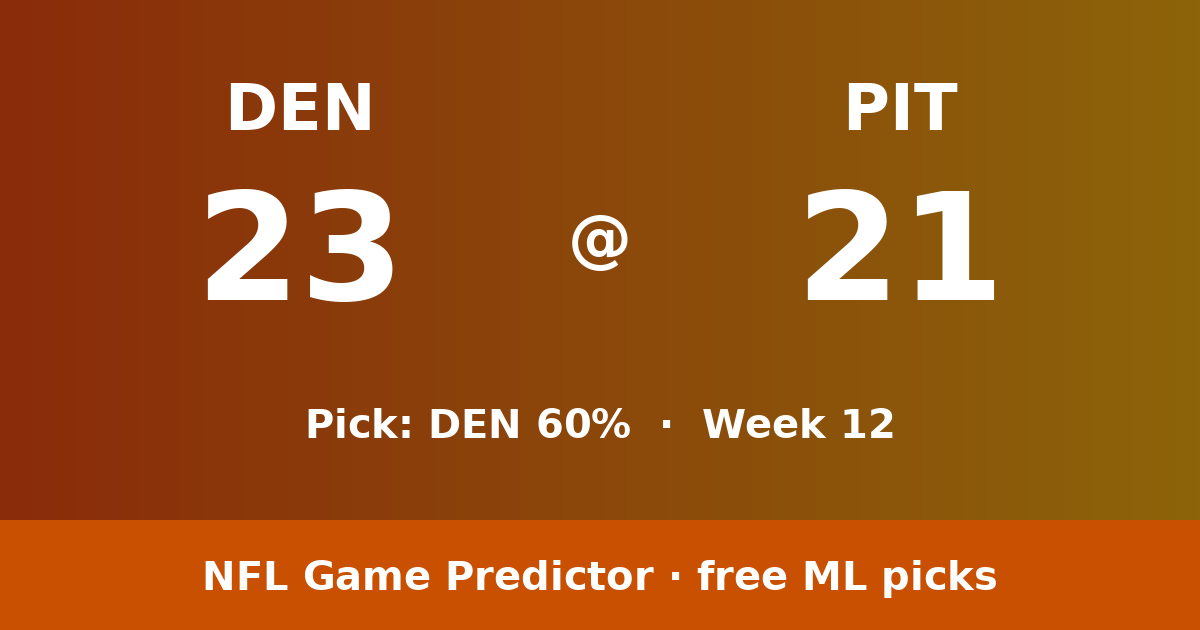 DEN PIT
23 @ 21
Pick: DEN 60% · Week 12
NFL Game Predictor · free ML picks